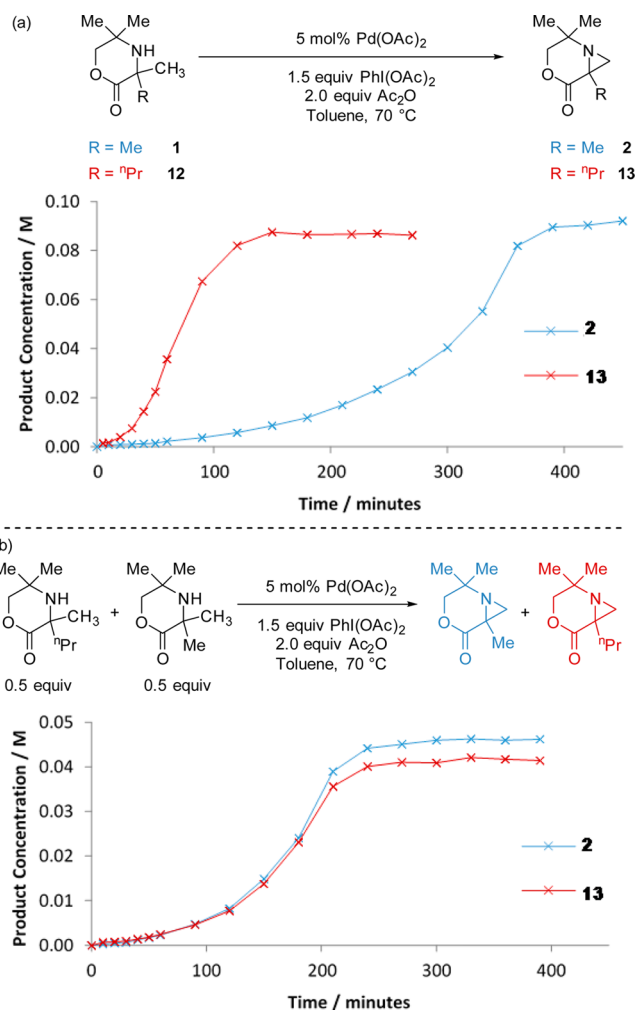 (a)
Me Me
NH
CH₃
O
R
O
5 mol% Pd(OAc)₂
1.5 equiv PhI(OAc)₂
2.0 equiv Ac₂O
Toluene, 70 °C
Me Me
N
O
R
O
R = Me 1
R = ⁿPr 12
R = Me 2
R = ⁿPr 13
Product Concentration / M
0.10
0.08
0.06
0.04
0.02
0.00
0 100 200 300 400
Time / minutes
2
13
b)
Me Me
NH
CH₃
O
ⁿPr
O
0.5 equiv
+
Me Me
NH
CH₃
O
Me
O
0.5 equiv
5 mol% Pd(OAc)₂
1.5 equiv PhI(OAc)₂
2.0 equiv Ac₂O
Toluene, 70 °C
Me Me
N
O
Me
O
+
Me Me
N
O
ⁿPr
O
Product Concentration / M
0.05
0.04
0.03
0.02
0.01
0.00
0 100 200 300 400
Time / minutes
2
13